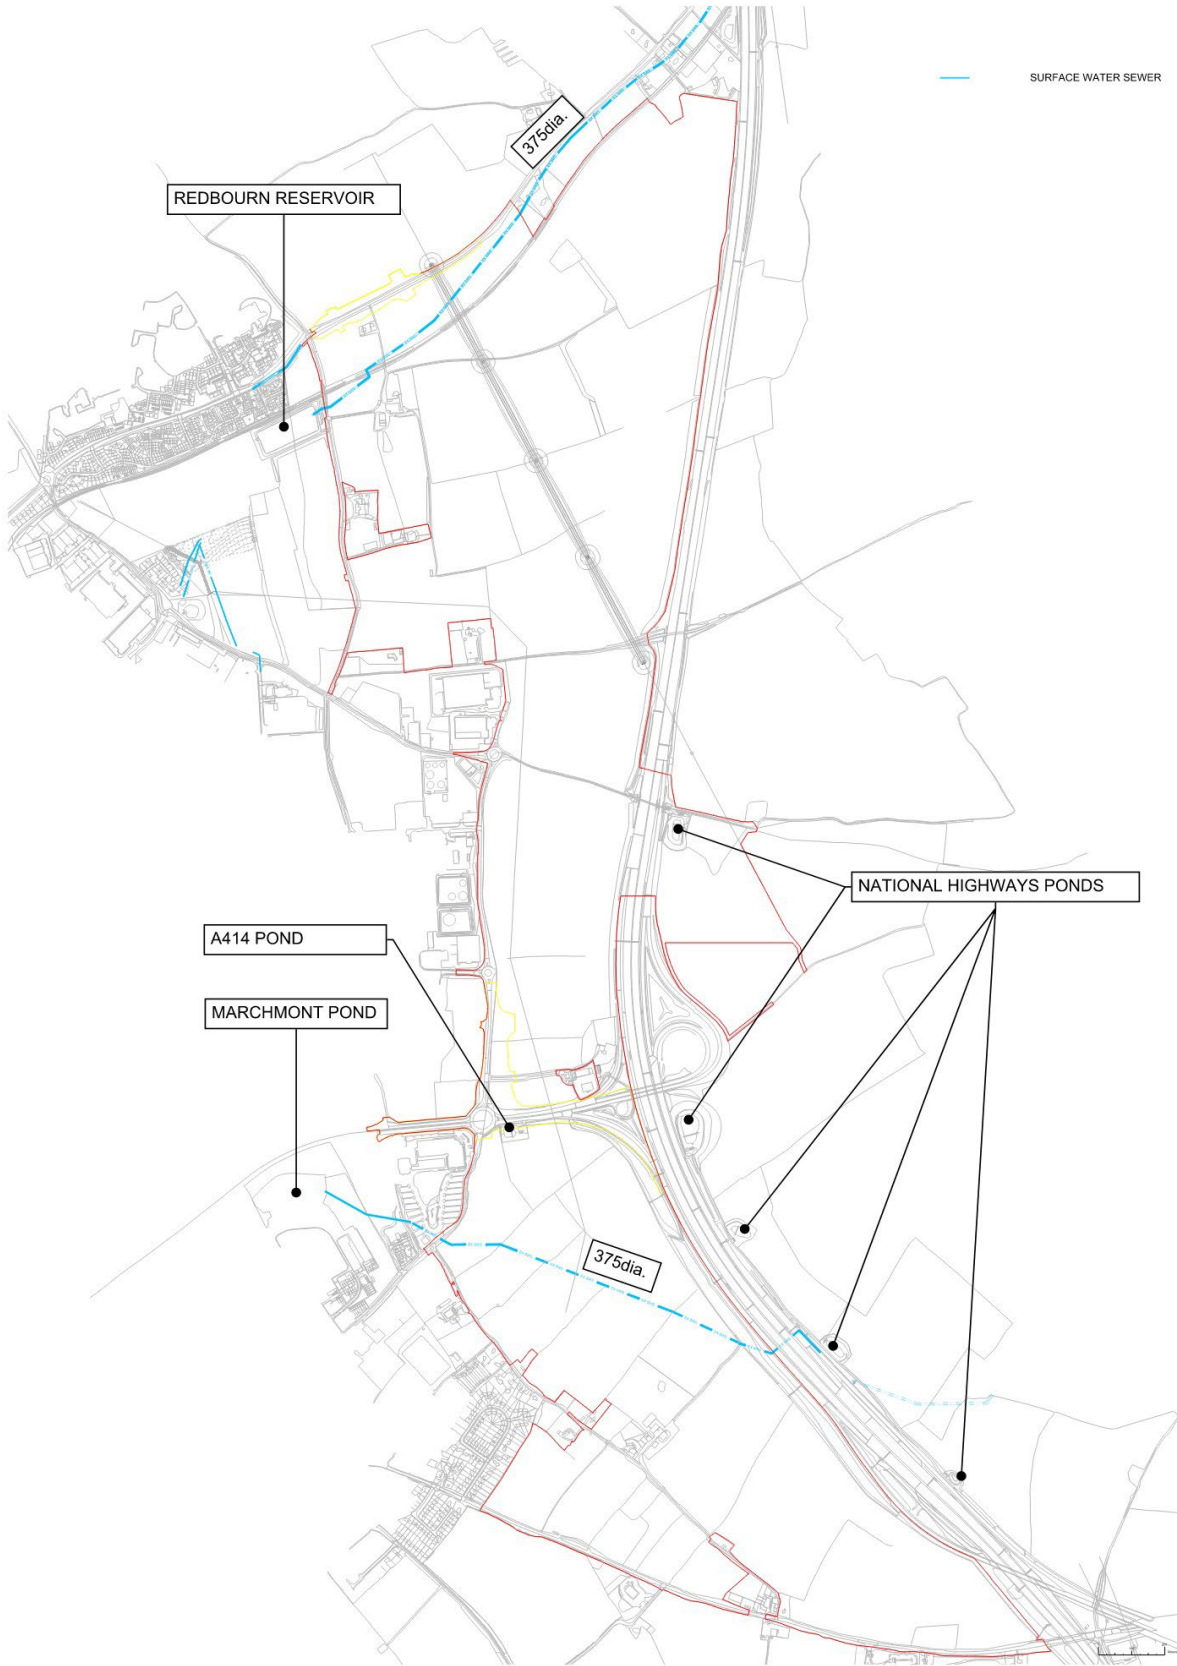 SURFACE WATER SEWER
375dia.
REDBOURN RESERVOIR
NATIONAL HIGHWAYS PONDS
A414 POND
MARCHMONT POND
375dia.